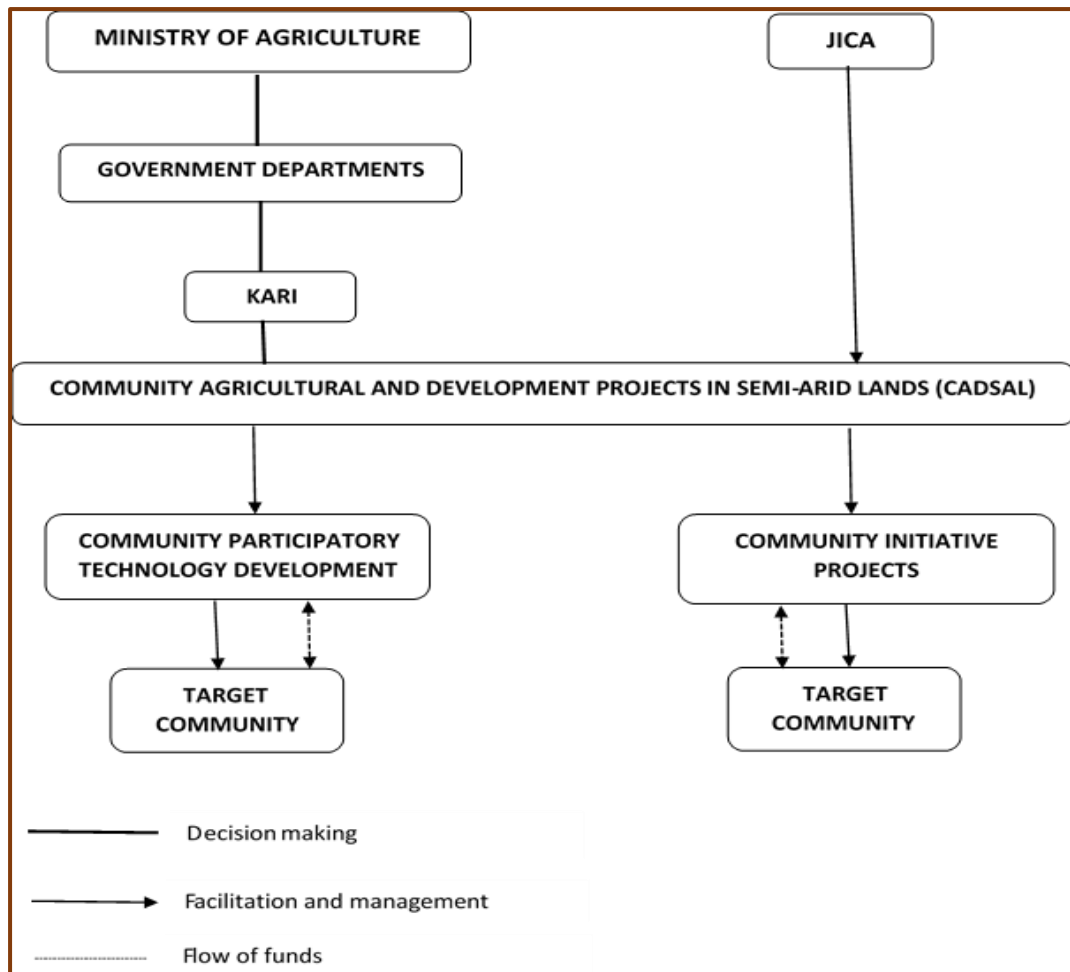 MINISTRY OF AGRICULTURE
JICA
GOVERNMENT DEPARTMENTS
KARI
COMMUNITY AGRICULTURAL AND DEVELOPMENT PROJECTS IN SEMI-ARID LANDS (CADSAL)
COMMUNITY PARTICIPATORY
TECHNOLOGY DEVELOPMENT
COMMUNITY INITIATIVE
PROJECTS
TARGET
COMMUNITY
TARGET
COMMUNITY
Decision making
Facilitation and management
Flow of funds